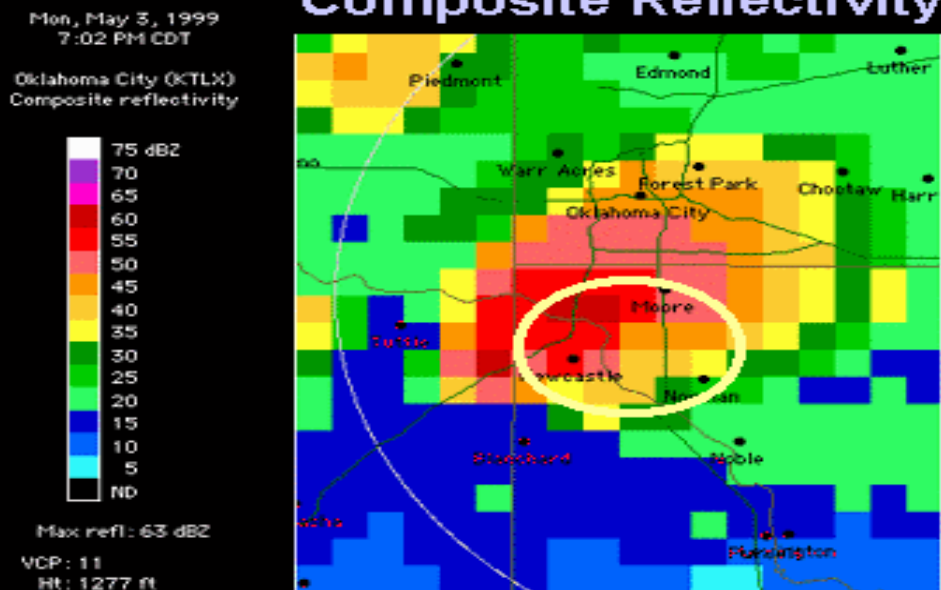 Composite Reflectivity
Mon, May 3, 1999
7:02 PM CDT
Oklahoma City (KTLX)
Composite reflectivity
75 dBZ
70
65
60
55
50
45
40
35
30
25
20
15
10
5
ND
Max refl: 63 dBZ
VCP: 11
Ht: 1277 ft
Piedmont
Edmond
Luther
Warr Acres
Forest Park
Choctaw
Harr
Oklahoma City
Moore
Tuttle
Newcastle
Norman
Blanchard
Noble